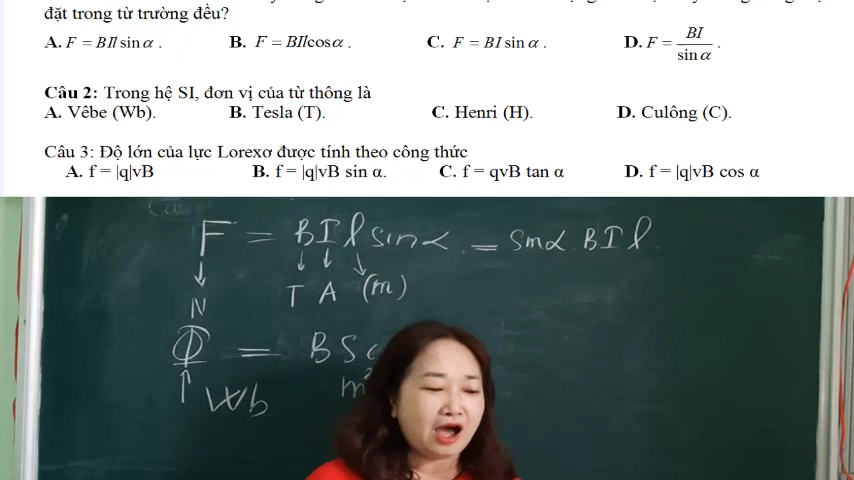 đặt trong từ trường đều?
A. F = BIl sin α . B. F = BIl cos α . C. F = BI sin α . D. F = BI / sin α .
Câu 2: Trong hệ SI, đơn vị của từ thông là
A. Vêbe (Wb). B. Tesla (T). C. Henri (H). D. Culông (C).
Câu 3: Độ lớn của lực Lorexơ được tính theo công thức
A. f = |q|vB B. f = |q|vB sin α. C. f = qvB tan α D. f = |q|vB cos α
F = BIl sin α . = sin α BIl.
N T A (m)
Φ = BS
Wb m²